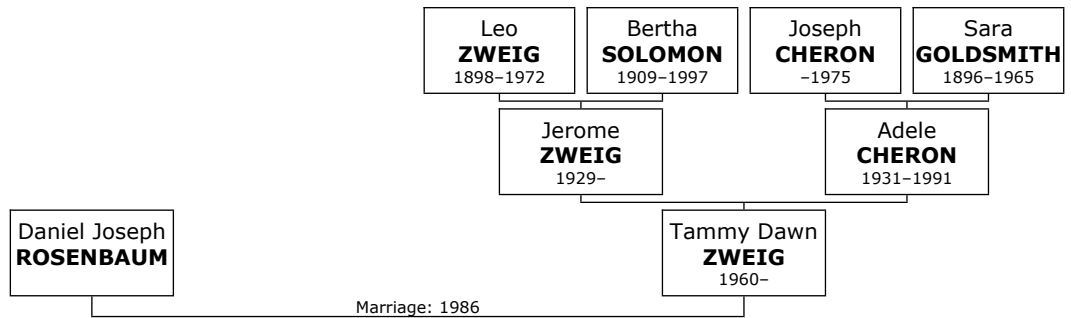 Leo
ZWEIG
1898–1972
Bertha
SOLOMON
1909–1997
Joseph
CHERON
–1975
Sara
GOLDSMITH
1896–1965
Jerome
ZWEIG
1929–
Adele
CHERON
1931–1991
Daniel Joseph
ROSENBAUM
Tammy Dawn
ZWEIG
1960–
Marriage: 1986